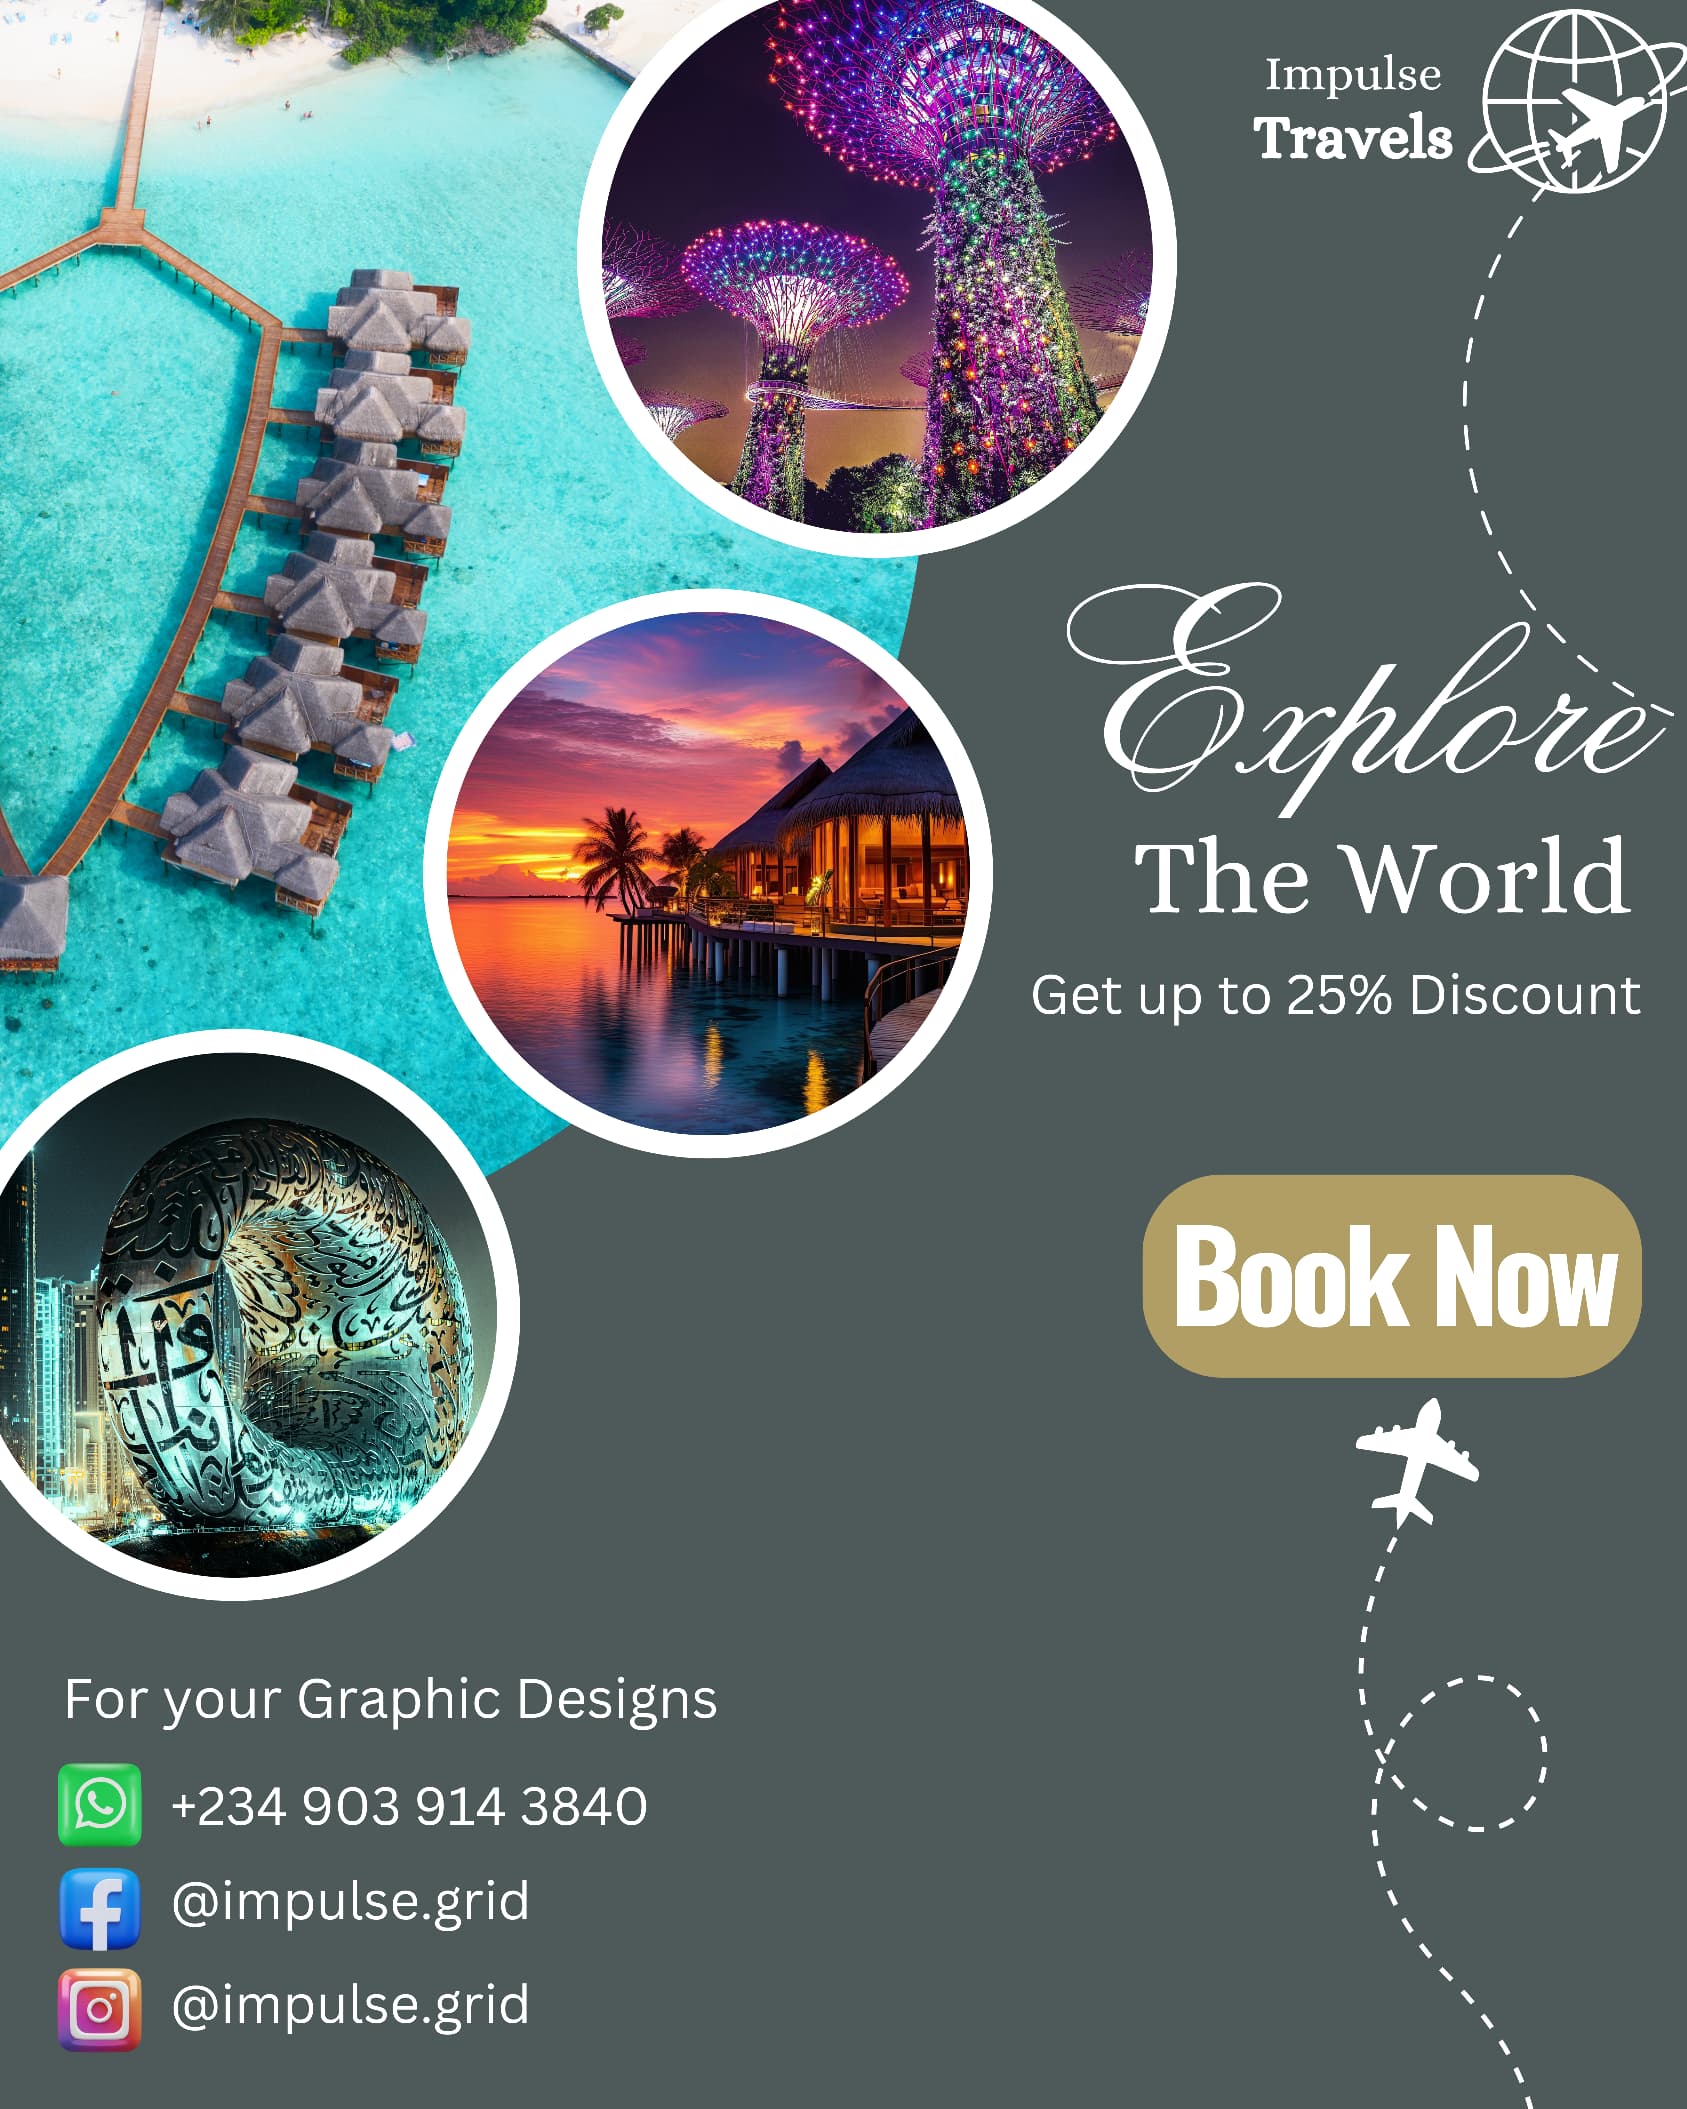 Impulse
Travels
Explore
The World
Get up to 25% Discount
Book Now
For your Graphic Designs
+234 903 914 3840
@impulse.grid
@impulse.grid